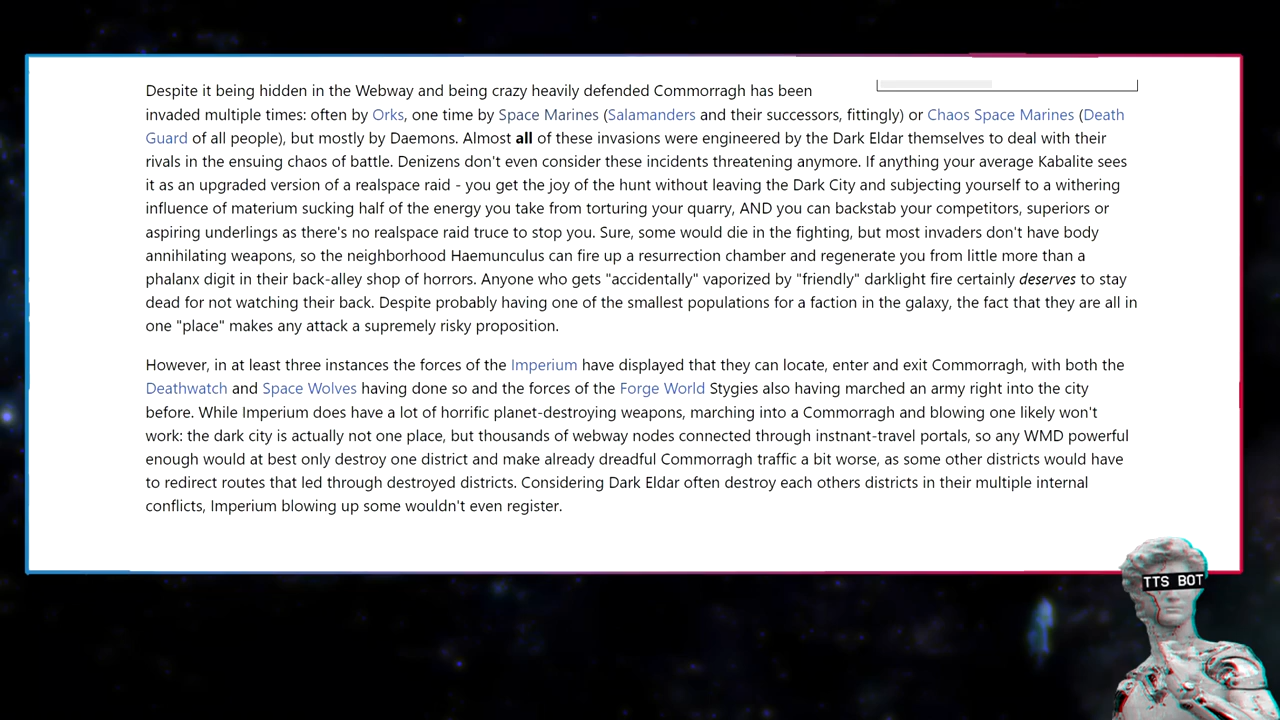 Despite it being hidden in the Webway and being crazy heavily defended Commorragh has been
invaded multiple times: often by Orks, one time by Space Marines (Salamanders and their successors, fittingly) or Chaos Space Marines (Death
Guard of all people), but mostly by Daemons. Almost all of these invasions were engineered by the Dark Eldar themselves to deal with their
rivals in the ensuing chaos of battle. Denizens don't even consider these incidents threatening anymore. If anything your average Kabalite sees
it as an upgraded version of a realspace raid - you get the joy of the hunt without leaving the Dark City and subjecting yourself to a withering
influence of materium sucking half of the energy you take from torturing your quarry, AND you can backstab your competitors, superiors or
aspiring underlings as there's no realspace raid truce to stop you. Sure, some would die in the fighting, but most invaders don't have body
annihilating weapons, so the neighborhood Haemunculus can fire up a resurrection chamber and regenerate you from little more than a
phalanx digit in their back-alley shop of horrors. Anyone who gets "accidentally" vaporized by "friendly" darklight fire certainly deserves to stay
dead for not watching their back. Despite probably having one of the smallest populations for a faction in the galaxy, the fact that they are all in
one "place" makes any attack a supremely risky proposition.
However, in at least three instances the forces of the Imperium have displayed that they can locate, enter and exit Commorragh, with both the
Deathwatch and Space Wolves having done so and the forces of the Forge World Stygies also having marched an army right into the city
before. While Imperium does have a lot of horrific planet-destroying weapons, marching into a Commorragh and blowing one likely won't
work: the dark city is actually not one place, but thousands of webway nodes connected through instnant-travel portals, so any WMD powerful
enough would at best only destroy one district and make already dreadful Commorragh traffic a bit worse, as some other districts would have
to redirect routes that led through destroyed districts. Considering Dark Eldar often destroy each others districts in their multiple internal
conflicts, Imperium blowing up some wouldn't even register.
TTS BOT